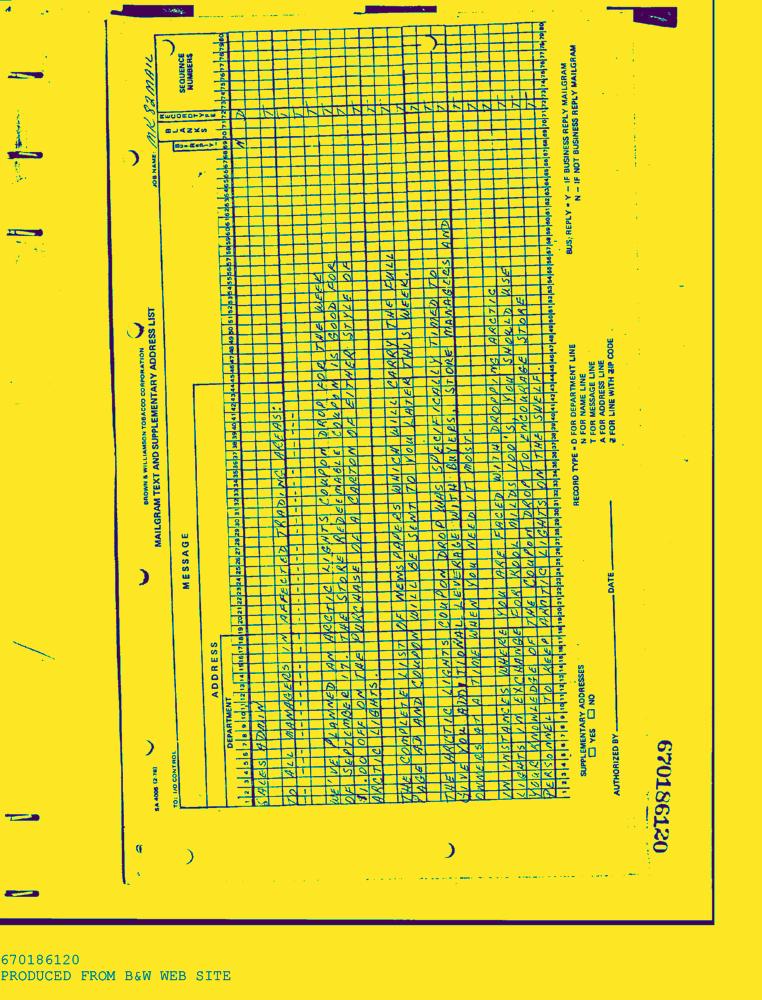 BROWN & WILLIAMSON TOBACCO CORPORATION
MAILGRAM TEXT AND SUPPLEMENTARY ADDRESS LIST
SA 4006 (2-78)
TO: I/O CONTROL
JOB NAME: MK 82 MAIL
MESSAGE
ADDRESS
DEPARTMENT
BLANKS
SEQUENCE NUMBERS
SALES ADMIN N D
TO ALL MANAGERS IN AFFECTED TRADING AREAS: T
WE'VE PLANNED AN ARCTIC LIGHTS COUPON DROP FOR THE WEEK T
OF SEPTEMBER 17. THE STORE REDEEMABLE COUPON IS GOOD FOR T
$1.00 OFF ON THE PURCHASE OF A CARTON OF EITHER STYLE OF T
ARCTIC LIGHTS. T
THE COMPLETE LIST OF NEWSPAPERS WHICH WILL CARRY THE FULL T
PAGE AD AND COUPON WILL BE SENT TO YOU LATER THIS WEEK. T
THE ARCTIC LIGHTS COUPON DROP WAS SPECIFICALLY TIMED TO T
GIVE YOU ADDITIONAL LEVERAGE WITH BUYERS, STORE MANAGERS AND T
OWNERS AT A TIME WHEN YOU NEED IT MOST. T
IN INSTANCES WHERE YOU ARE FACED WITH DROPPING ARCTIC T
LIGHTS IN EXCHANGE FOR KOOL MILDS 100'S, YOU SHOULD USE T
YOUR KNOWLEDGE OF THE COUPON DROP TO ENCOURAGE STORE T
PERSONNEL TO KEEP ARCTIC LIGHTS ON THE SHELF.
SUPPLEMENTARY ADDRESSES
YES NO
RECORD TYPE = D FOR DEPARTMENT LINE
N FOR NAME LINE
T FOR MESSAGE LINE
A FOR ADDRESS LINE
Z FOR LINE WITH ZIP CODE
BUS. REPLY = Y – IF BUSINESS REPLY MAILGRAM
N – IF NOT BUSINESS REPLY MAILGRAM
AUTHORIZED BY DATE
670186120
670186120
PRODUCED FROM B&W WEB SITE